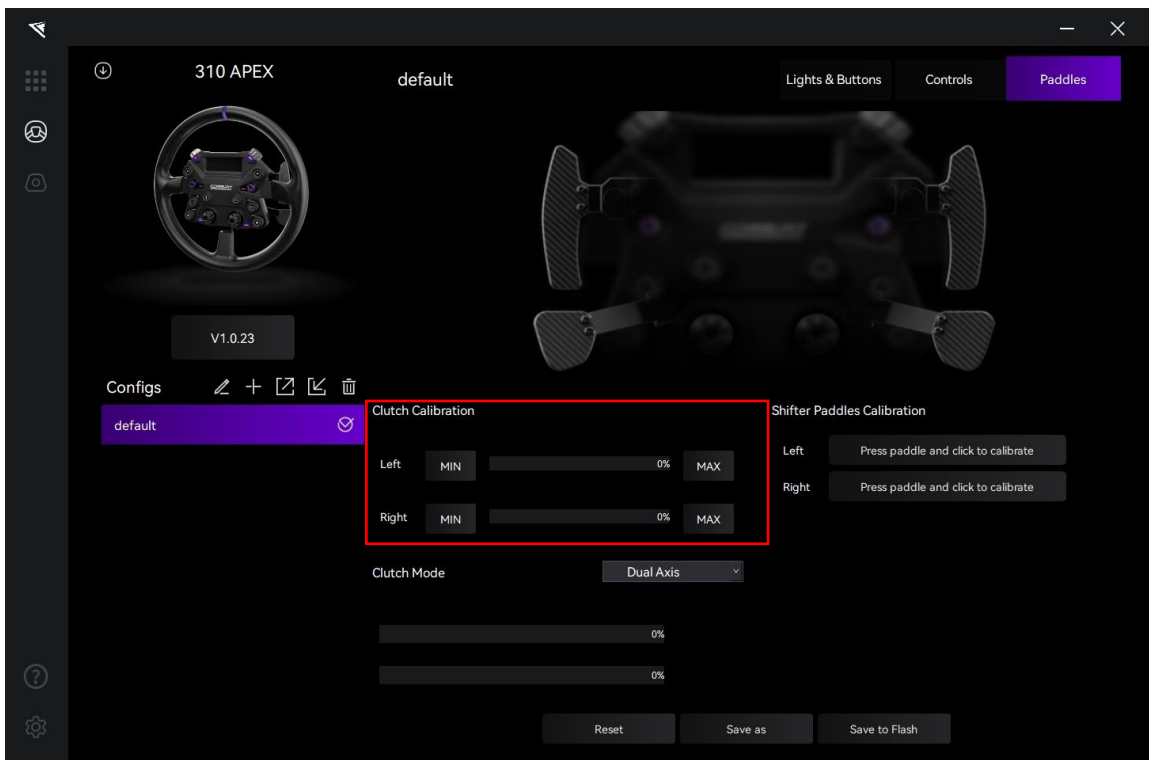 310 APEX
default
Lights & Buttons
Controls
Paddles
V1.0.23
Configs
default
Clutch Calibration
Left
MIN
0%
MAX
Right
MIN
0%
MAX
Shifter Paddles Calibration
Left
Press paddle and click to calibrate
Right
Press paddle and click to calibrate
Clutch Mode
Dual Axis
0%
0%
Reset
Save as
Save to Flash